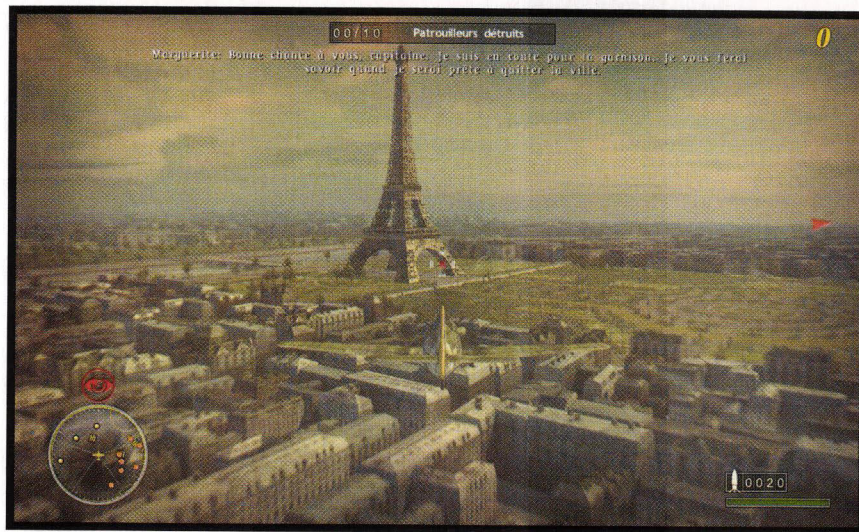 00/10 Patrouilleurs détruits
0
Marguerite: Bonne chance à vous, capitaine. Je suis en route pour la garnison. Je vous ferai
savoir quand je serai prête à quitter la ville.
0020